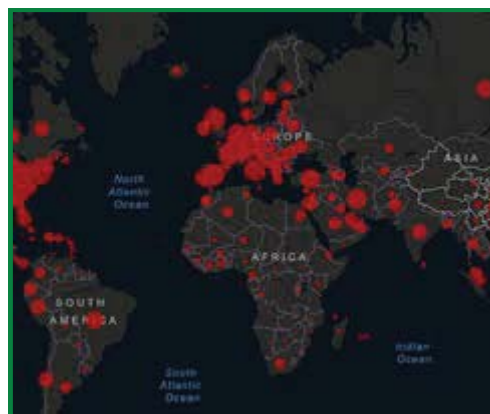 EUROPE
ASIA
North
Atlantic
Ocean
AFRICA
SOUTH
AMERICA
Indian
Ocean
South
Atlantic
Ocean